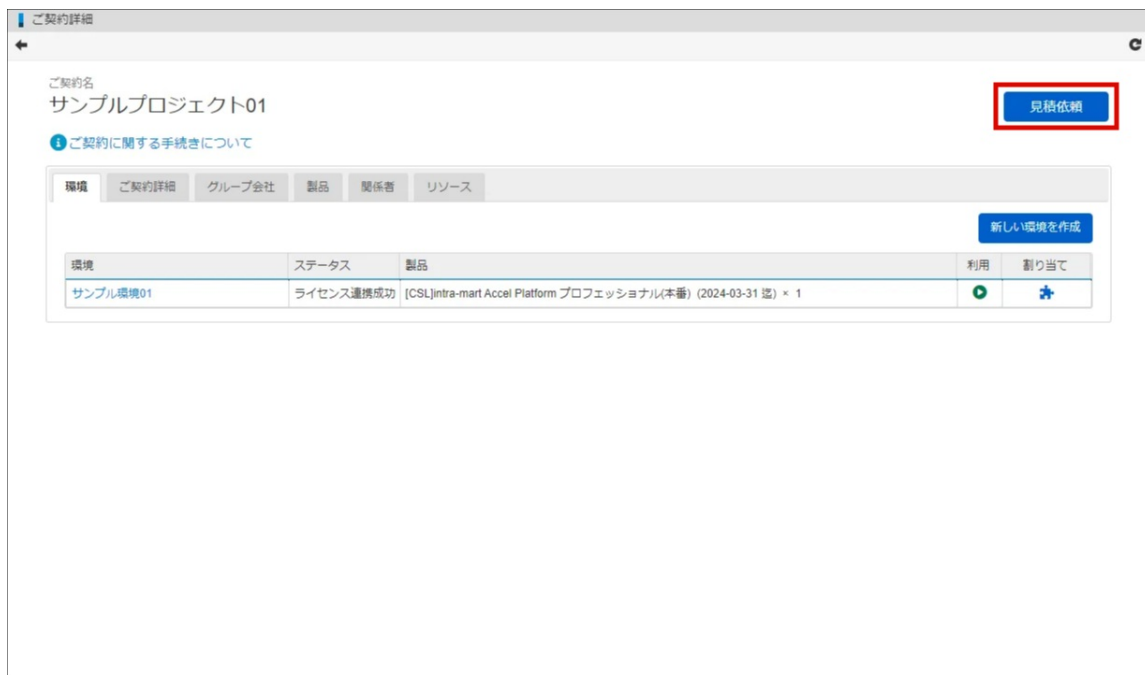 ご契約詳細
ご契約名
サンプルプロジェクト01
見積依頼
ご契約に関する手続きについて
環境 ご契約詳細 グループ会社 製品 関係者 リソース
新しい環境を作成
環境 ステータス 製品 利用 割り当て
サンプル環境01 ライセンス連携成功 [CSL]intra-mart Accel Platform プロフェッショナル(本番) (2024-03-31 迄) × 1